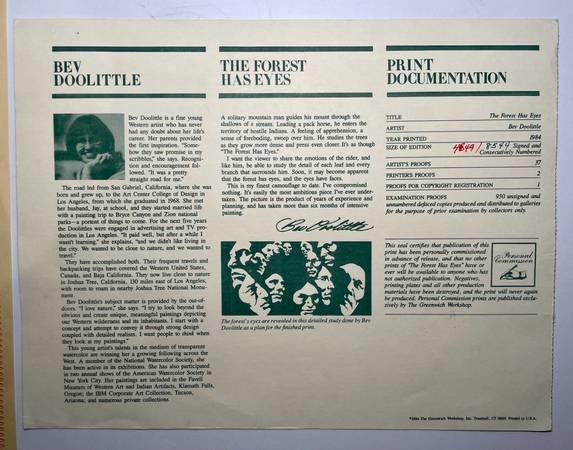 BEV
DOOLITTLE
Bev Doolittle is a fine young
Western artist who has never
had any doubt about her life's
career. Her parents provided
the first inspiration. "Some-
how they saw promise in my
scribbles," she says. Recogni-
tion and encouragement fol-
lowed. "It was a pretty
straight road for me."
The road led from San Gabriel, California, where she was
born and grew up, to the Art Center College of Design in
Los Angeles, from which she graduated in 1968. She met
her husband, Jay, at school, and they started married life
with a painting trip to Bryce Canyon and Zion national
parks—a portent of things to come. For the next five years
the Doolittles were engaged in advertising art and TV pro-
duction in Los Angeles. "It paid well, but after a while I
wasn't learning," she explains, "and we didn't like living in
the city. We wanted to be close to nature, and we wanted to
travel."
They have accomplished both. Their frequent travels and
backpacking trips have covered the Western United States,
Canada, and Baja California. They now live close to nature
in Joshua Tree, California, 130 miles east of Los Angeles,
with room to roam in nearby Joshua Tree National Monu-
ment.
Bev Doolittle's subject matter is provided by the out-of-
doors. "I love nature," she says. "I try to look beyond the
obvious and create unique, meaningful paintings depicting
our Western wilderness and its inhabitants. I start with a
concept and attempt to convey it through strong design
coupled with detailed realism. I want people to think when
they look at my paintings."
This young artist's talents in the medium of transparent
watercolor are winning her a growing following across the
West. A member of the National Watercolor Society, she
has been active in its exhibitions. She has also participated
in two annual shows of the American Watercolor Society in
New York City. Her paintings are included in the Favell
Museum of Western Art and Indian Artifacts, Klamath Falls,
Oregon; the IBM Corporate Art Collection, Tucson,
Arizona; and numerous private collections.
THE FOREST
HAS EYES
A solitary mountain man guides his mount through the
shallows of a stream. Leading a pack horse, he enters the
territory of hostile Indians. A feeling of apprehension, a
sense of foreboding, sweep over him. He studies the trees
as they grow more dense and press even closer. It's as though
"The Forest Has Eyes."
I want the viewer to share the emotions of the rider, and
like him, be able to study the detail of each leaf and every
branch that surrounds him. Soon, it may become apparent
that the forest has eyes, and the eyes have faces.
This is my finest camouflage to date. I've compromised
nothing. It's easily the most ambitious piece I've ever under-
taken. The picture is the product of years of experience and
planning, and has taken more than six months of intensive
painting.
Bev Doolittle
The forest's eyes are revealed in this detailed study done by Bev
Doolittle as a plan for the finished print.
PRINT
DOCUMENTATION
TITLE The Forest Has Eyes
ARTIST Bev Doolittle
YEAR PRINTED 1984
SIZE OF EDITION 4849/8544 Signed and
Consecutively Numbered
ARTIST'S PROOFS 37
PRINTER'S PROOFS 2
PROOFS FOR COPYRIGHT REGISTRATION 1
EXAMINATION PROOFS 950 unsigned and
unnumbered defaced copies produced and distributed to galleries
for the purpose of prior examination by collectors only.
This seal certifies that publication of this
print has been personally commissioned
in advance of release, and that no other
prints of "The Forest Has Eyes" have or
ever will be available to anyone who has
not authorized publication. Negatives,
printing plates and all other production
materials have been destroyed, and the print will never again
be produced. Personal Commission prints are published exclu-
sively by The Greenwich Workshop.
Personal
Commission
©1984 The Greenwich Workshop, Inc. Trumbull, CT 06611 Printed in U.S.A.